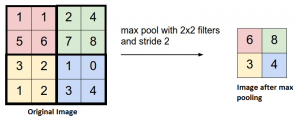 1 1 2 4
5 6 7 8
3 2 1 0
1 2 3 4
Original Image
max pool with 2x2 filters
and stride 2
6 8
3 4
Image after max
pooling